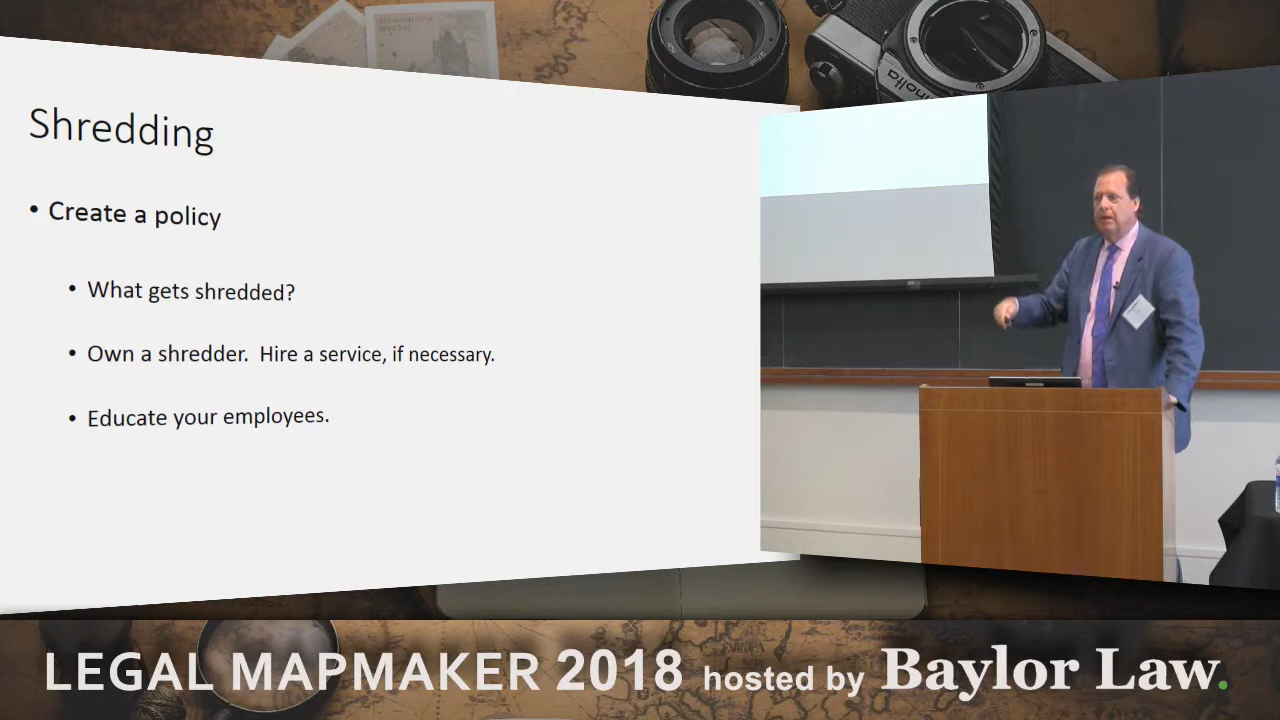 Shredding
• Create a policy
• What gets shredded?
• Own a shredder.  Hire a service, if necessary.
• Educate your employees.
LEGAL MAPMAKER 2018 hosted by Baylor Law.